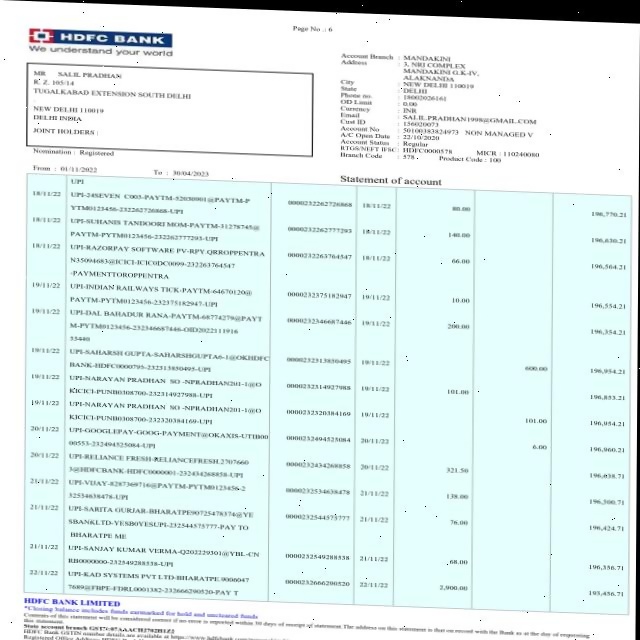 Page No .: 6
HDFC BANK
We understand your world
MR SALIL PRADHAN
R. Z. 105/14
TUGALKABAD EXTENSION SOUTH DELHI
NEW DELHI 110019
DELHI INDIA
JOINT HOLDERS :
Nomination : Registered
From : 01/11/2022 To : 30/04/2023
Account Branch : MANDAKINI
Address : 3, NRI COMPLEX
MANDAKINI G.K-IV,
ALAKNANDA
City : NEW DELHI 110019
State : DELHI
Phone no. : 18002026161
OD Limit : 0.00
Currency : INR
Email : SALIL.PRADHAN1998@GMAIL.COM
Cust ID : 156020073
Account No : 50100383824973 NON MANAGED V
A/C Open Date : 22/10/2020
Account Status : Regular
RTGS/NEFT IFSC: HDFC0000578 MICR : 110240080
Branch Code : 578 Product Code : 100
Statement of account
UPI
18/11/22 UPI-24SEVEN C003-PAYTM-52030901@PAYTM-P 0000232262726868 18/11/22 80.00 196,770.21
YTM0123456-232262726868-UPI
18/11/22 UPI-SUHANIS TANDOORI MOM-PAYTM-31278745@ 0000232262777293 18/11/22 140.00 196,630.21
PAYTM-PYTM0123456-232262777293-UPI
18/11/22 UPI-RAZORPAY SOFTWARE PV-RPY.QRROPPENTRA 0000232263764547 18/11/22 66.00 196,564.21
N35094683@ICICI-ICIC0DC0099-232263764547
-PAYMENTTOROPPENTRA
19/11/22 UPI-INDIAN RAILWAYS TICK-PAYTM-64670120@ 0000232375182947 19/11/22 10.00 196,554.21
PAYTM-PYTM0123456-232375182947-UPI
19/11/22 UPI-DAL BAHADUR RANA-PAYTM-68774279@PAYT 0000232346687446 19/11/22 200.00 196,354.21
M-PYTM0123456-232346687446-OID2022111916
53440
19/11/22 UPI-SAHARSH GUPTA-SAHARSHGUPTA6-1@OKHDFC 0000232313850495 19/11/22 600.00 196,954.21
BANK-HDFC0000795-232313850495-UPI
19/11/22 UPI-NARAYAN PRADHAN SO -NPRADHAN201-1@O 0000232314927988 19/11/22 101.00 196,853.21
KICICI-PUNB0308700-232314927988-UPI
19/11/22 UPI-NARAYAN PRADHAN SO -NPRADHAN201-1@O 0000232320384169 19/11/22 101.00 196,954.21
KICICI-PUNB0308700-232320384169-UPI
20/11/22 UPI-GOOGLEPAY-GOOG-PAYMENT@OKAXIS-UTIB00 0000232494525084 20/11/22 6.00 196,960.21
00553-232494525084-UPI
20/11/22 UPI-RELIANCE FRESH-RELIANCEFRESH.2707660 0000232434268858 20/11/22 321.50 196,638.71
3@HDFCBANK-HDFC0000001-232434268858-UPI
21/11/22 UPI-VIJAY-8287369716@PAYTM-PYTM0123456-2 0000232534638478 21/11/22 138.00 196,500.71
32534638478-UPI
21/11/22 UPI-SARITA GURJAR-BHARATPE90725478374@YE 0000232544573777 21/11/22 76.00 196,424.71
SBANKLTD-YESB0YESUPI-232544573777-PAY TO
BHARATPE ME
21/11/22 UPI-SANJAY KUMAR VERMA-Q202229301@YBL-CN 0000232549288538 21/11/22 68.00 196,356.71
RB0000000-232549288538-UPI
22/11/22 UPI-KAD SYSTEMS PVT LTD-BHARATPE.9006047 0000232666290520 22/11/22 2,900.00 193,456.71
7689@FBPE-FDRL0001382-232666290520-PAY T
HDFC BANK LIMITED
*Closing balance includes funds earmarked for hold and uncleared funds
Contents of this statement will be considered correct if no error is reported within 30 days of receipt of statement.The address on this statement is that on record with the Bank as at the day of requesting
this statement.
State account branch GSTN:07AAACH2702H1Z2
HDFC Bank GSTIN number details are available at https://www.hdfcbank.com/